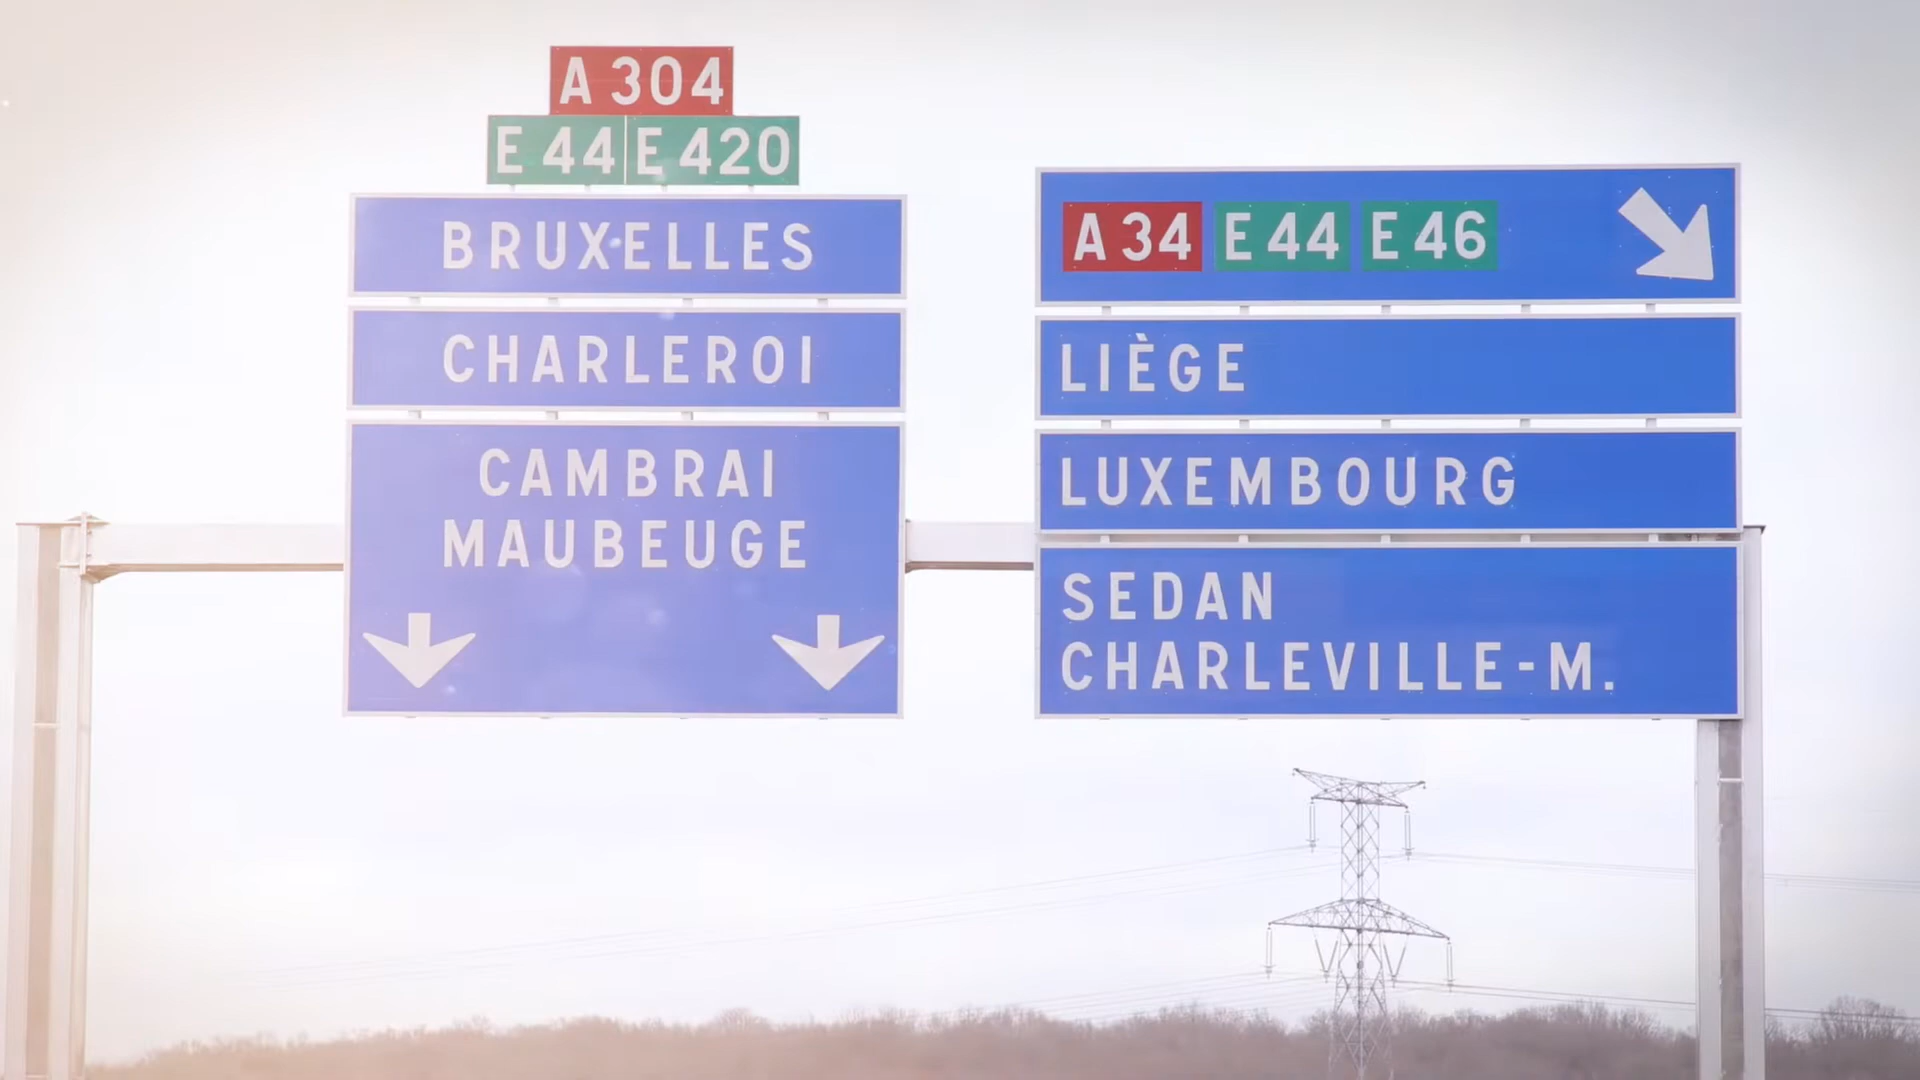 A 304
E 44 E 420
BRUXELLES
CHARLEROI
CAMBRAI
MAUBEUGE
A 34 E 44 E 46
LIÈGE
LUXEMBOURG
SEDAN
CHARLEVILLE-M.